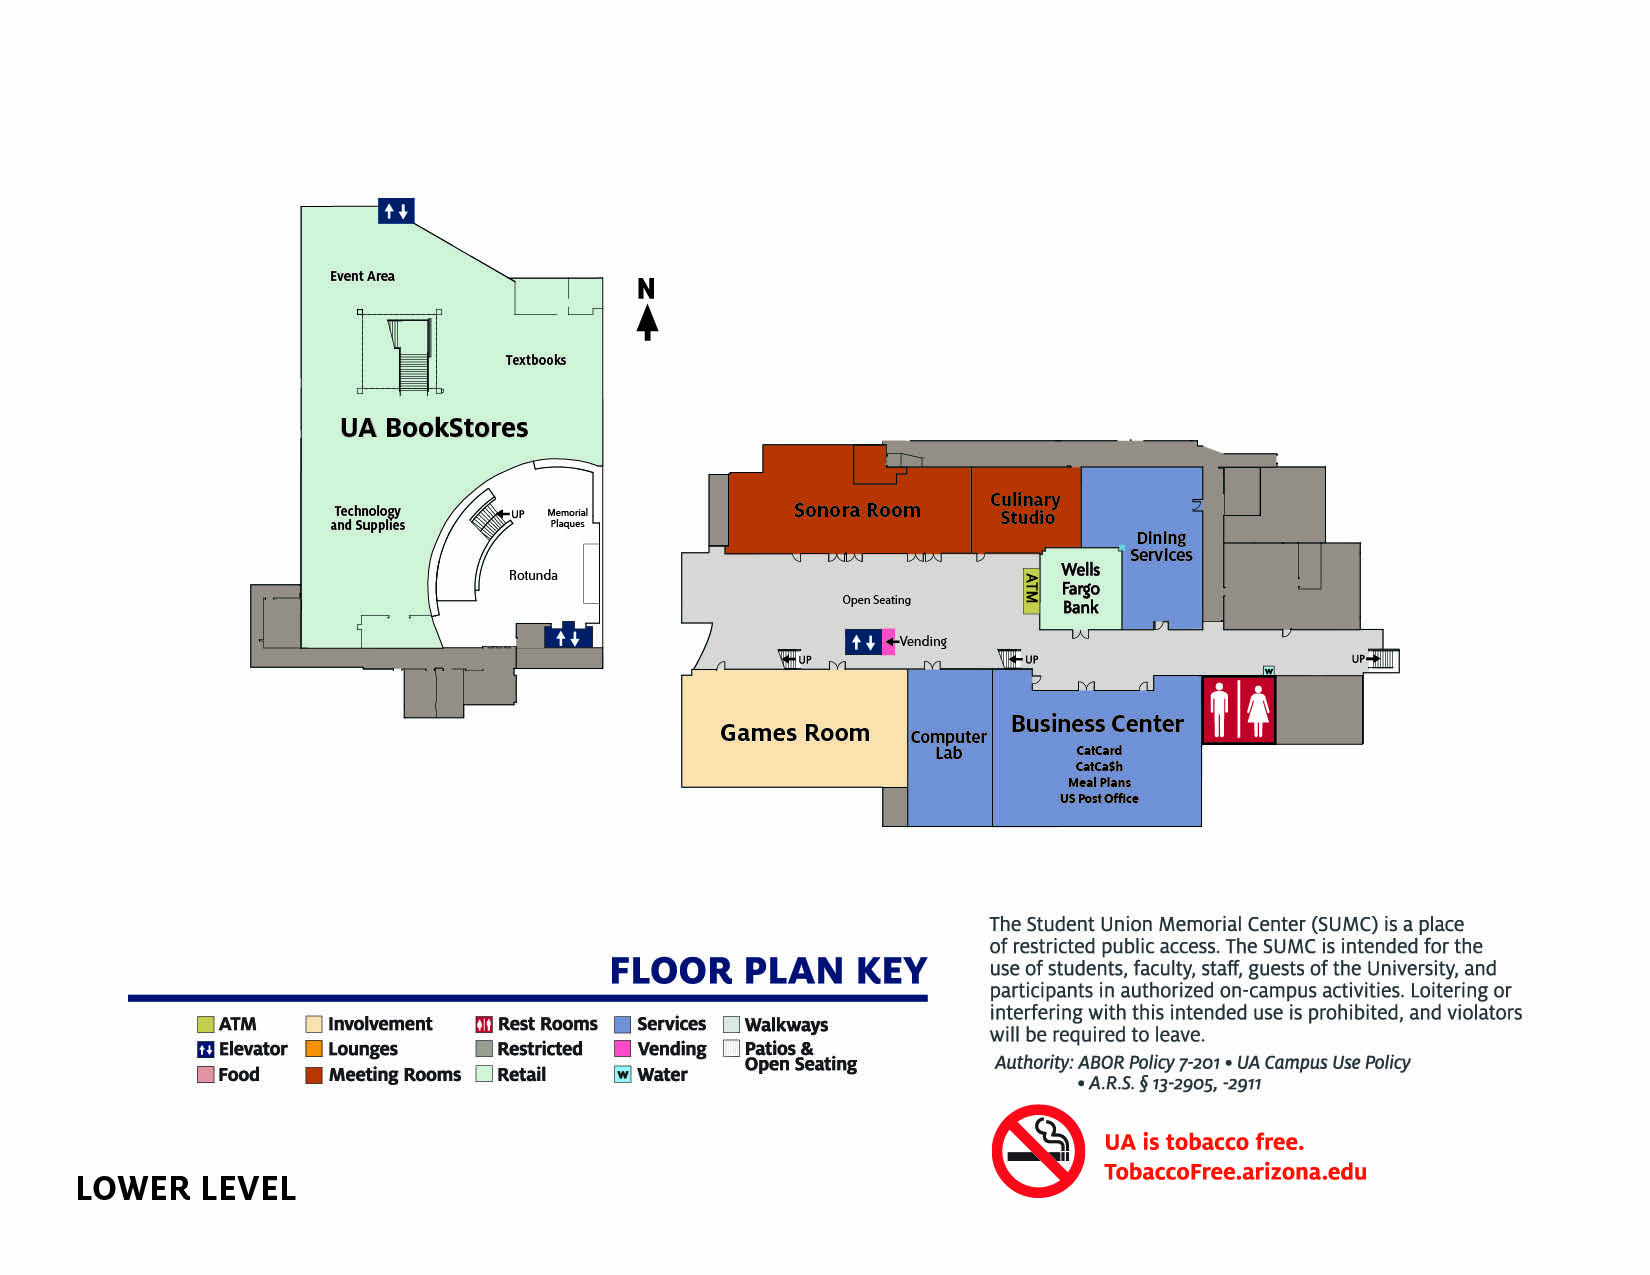 Event Area
N
Textbooks
UA BookStores
Technology
and Supplies
UP
Memorial
Plaques
Rotunda
Sonora Room
Culinary
Studio
Dining
Services
Wells
Fargo
Bank
ATM
Open Seating
Vending
UP
UP
UP
W
Games Room
Computer
Lab
Business Center
CatCard
CatCa$h
Meal Plans
US Post Office
FLOOR PLAN KEY
ATM
Elevator
Food
Involvement
Lounges
Meeting Rooms
Rest Rooms
Restricted
Retail
Services
Vending
W Water
Walkways
Patios &
Open Seating
The Student Union Memorial Center (SUMC) is a place
of restricted public access. The SUMC is intended for the
use of students, faculty, staff, guests of the University, and
participants in authorized on-campus activities. Loitering or
interfering with this intended use is prohibited, and violators
will be required to leave.
Authority: ABOR Policy 7-201 • UA Campus Use Policy
• A.R.S. § 13-2905, -2911
UA is tobacco free.
TobaccoFree.arizona.edu
LOWER LEVEL